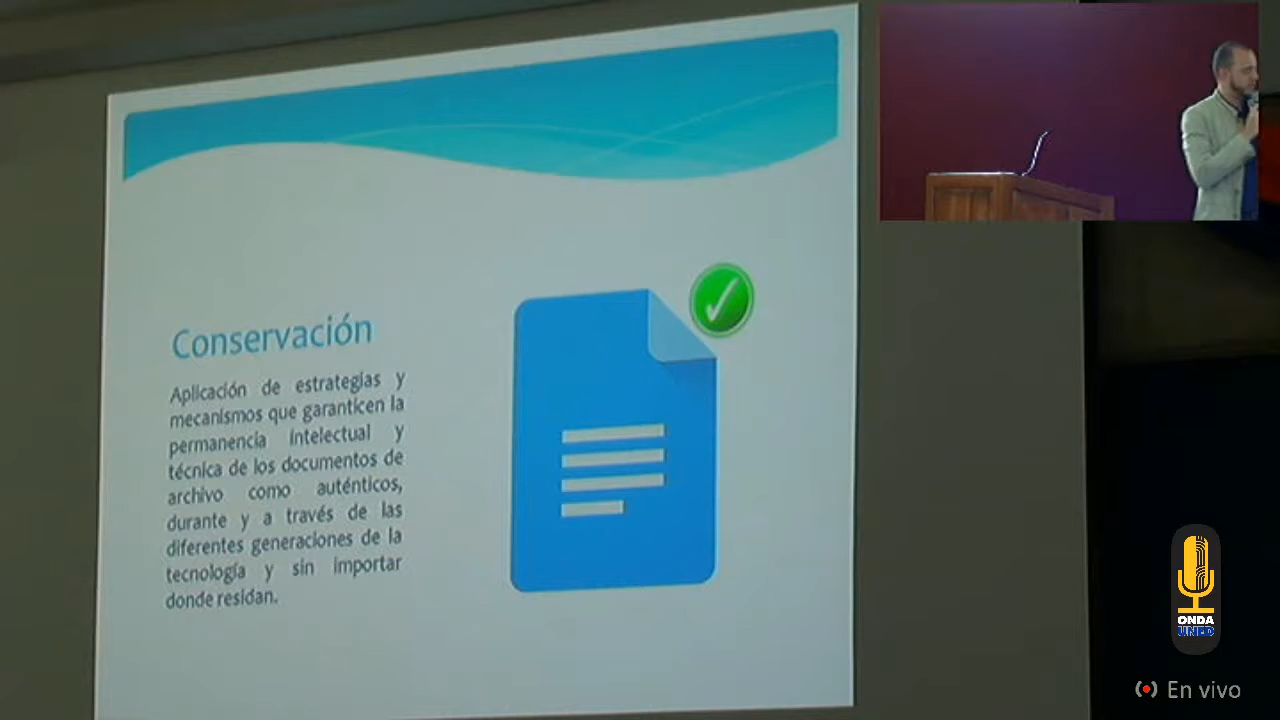 Conservación
Aplicación de estrategias y
mecanismos que garanticen la
permanencia intelectual y
técnica de los documentos de
archivo como auténticos,
durante y a través de las
diferentes generaciones de la
tecnología y sin importar
donde residan.
ONDA
UNED
En vivo